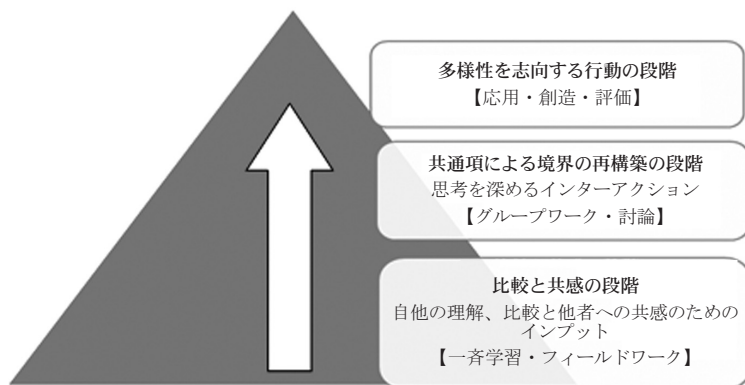 多様性を志向する行動の段階
【応用・創造・評価】
共通項による境界の再構築の段階
思考を深めるインターアクション
【グループワーク・討論】
比較と共感の段階
自他の理解、比較と他者への共感のための
インプット
【一斉学習・フィールドワーク】